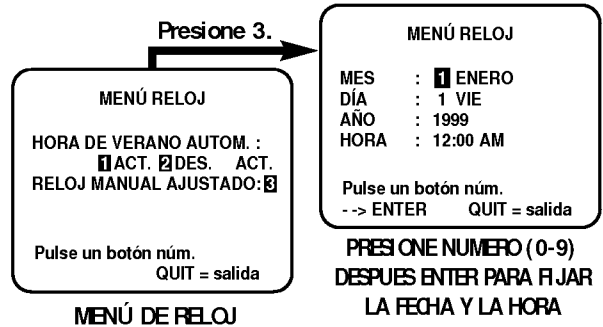 Presione 3.
MENÚ RELOJ
HORA DE VERANO AUTOM. :
1 ACT. 2 DES. ACT.
RELOJ MANUAL AJUSTADO: 3
Pulse un botón núm.
QUIT = salida
MENÚ DE RELOJ
MENÚ RELOJ
MES : 1 ENERO
DÍA : 1 VIE
AÑO : 1999
HORA : 12:00 AM
Pulse un botón núm.
--> ENTER QUIT = salida
PRESIONE NUMERO (0-9)
DESPUES ENTER PARA FIJAR
LA FECHA Y LA HORA